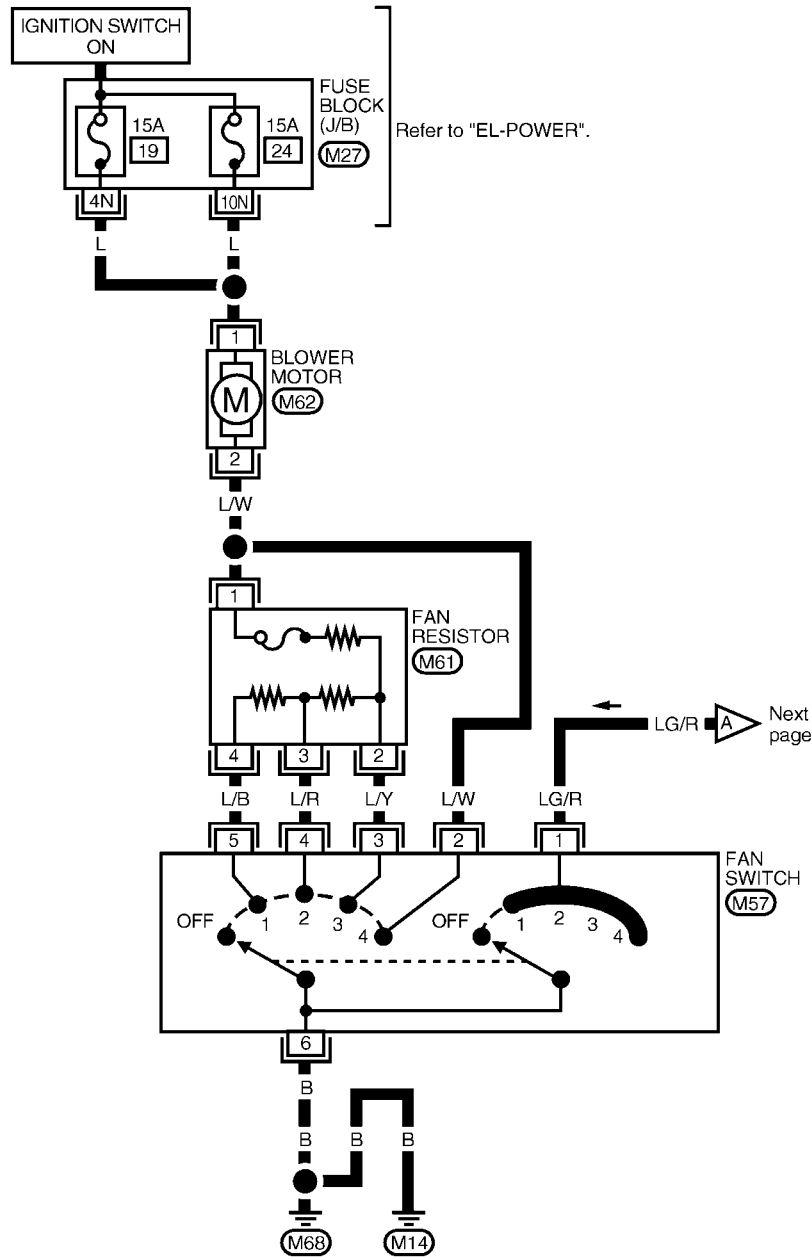 IGNITION SWITCH
ON
FUSE
BLOCK
(J/B)
M27
15A
19
15A
24
Refer to "EL-POWER".
4N
10N
L
L
1
BLOWER
MOTOR
M62
M
2
L/W
1
FAN
RESISTOR
M61
LG/R
A
Next
page
4
3
2
L/B
L/R
L/Y
L/W
LG/R
5
4
3
2
1
FAN
SWITCH
M57
OFF
1
2
3
4
OFF
1
2
3
4
6
B
B
B
B
M68
M14